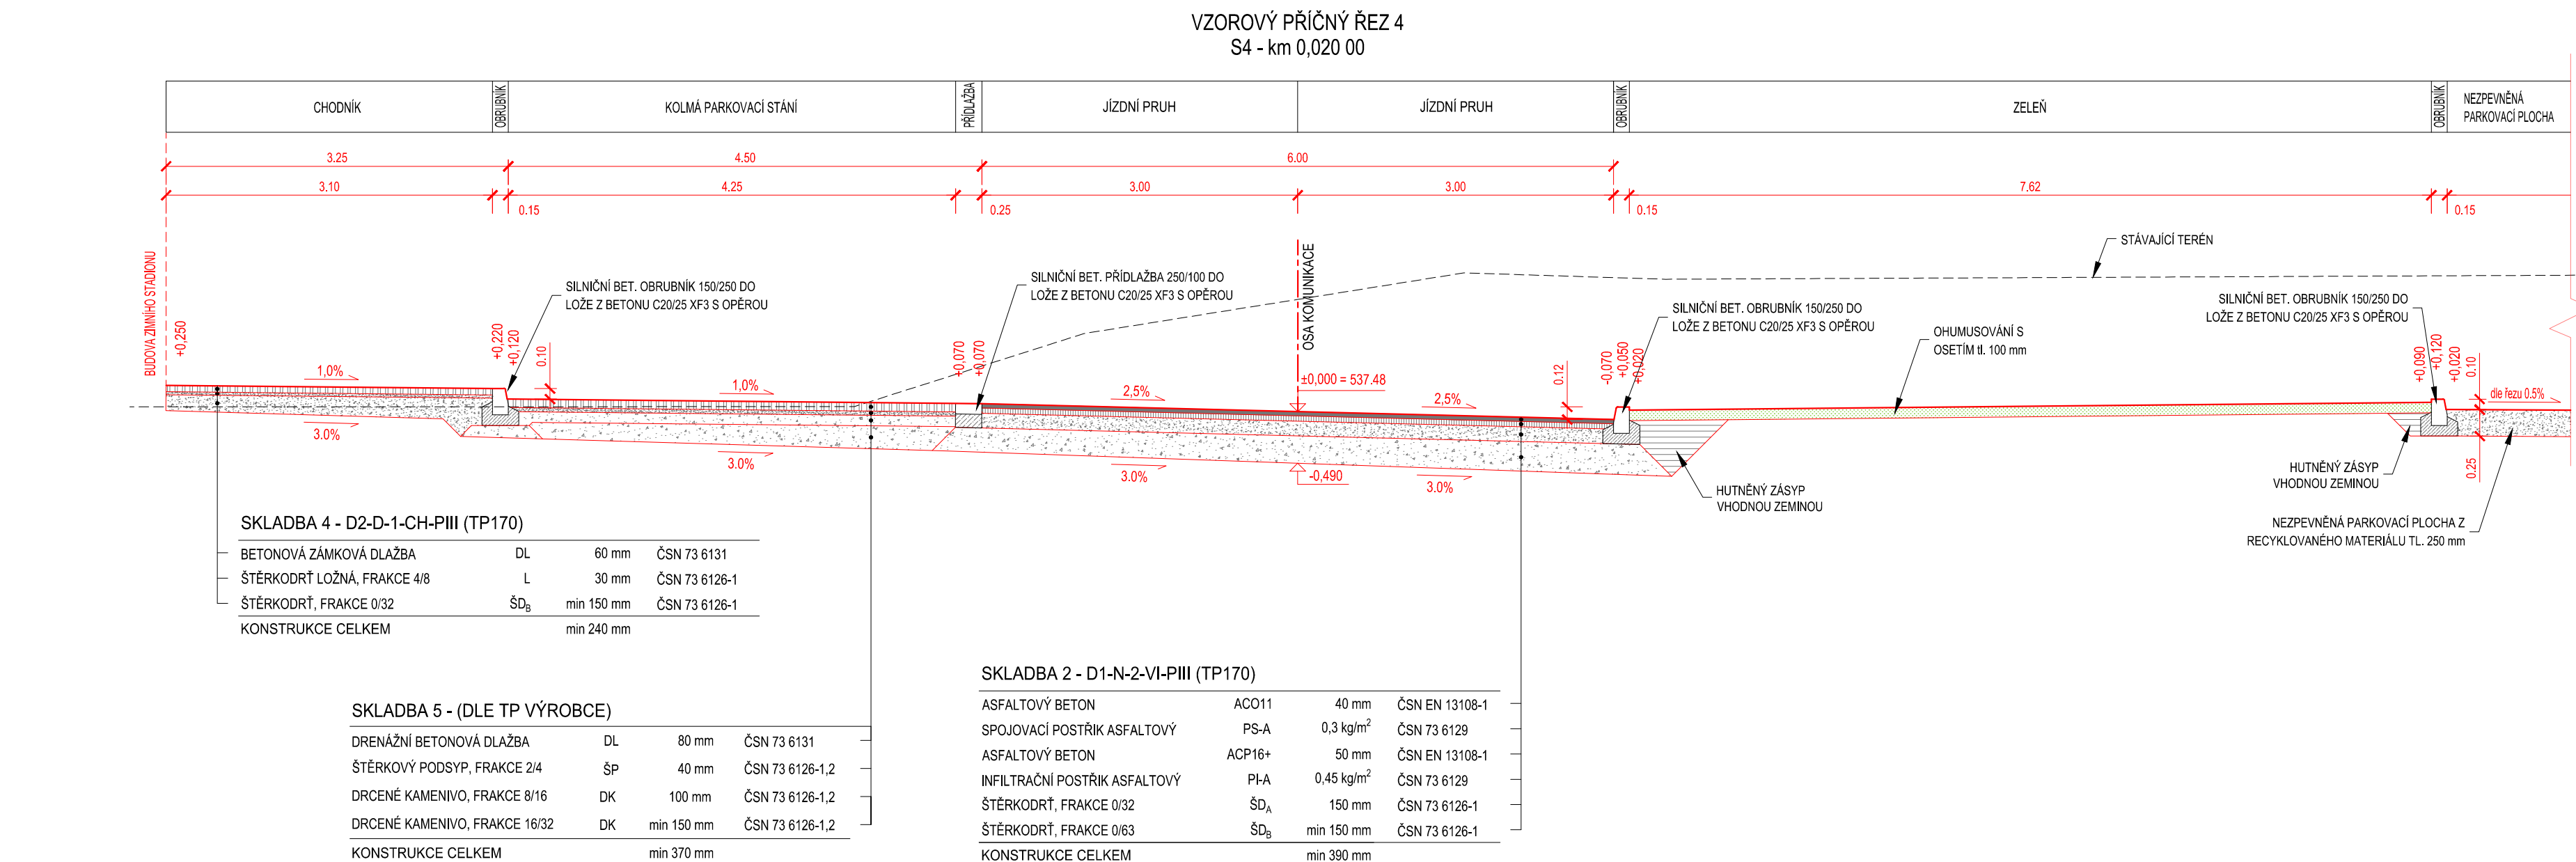 VZOROVÝ PŘÍČNÝ ŘEZ 4
S4 - km 0,020 00
CHODNÍK
OBRUBNÍK
KOLMÁ PARKOVACÍ STÁNÍ
PŘÍDLAŽBA
JÍZDNÍ PRUH
JÍZDNÍ PRUH
OBRUBNÍK
ZELEŇ
OBRUBNÍK
NEZPEVNĚNÁ
PARKOVACÍ PLOCHA
3.25
4.50
6.00
3.10
4.25
3.00
3.00
7.62
0.15
0.25
0.15
0.15
BUDOVA ZIMNÍHO STADIONU
+0,250
1,0%
3.0%
+0,220
+0,120
0.10
SILNIČNÍ BET. OBRUBNÍK 150/250 DO
LOŽE Z BETONU C20/25 XF3 S OPĚROU
1,0%
3.0%
+0,070
+0,070
SILNIČNÍ BET. PŘÍDLAŽBA 250/100 DO
LOŽE Z BETONU C20/25 XF3 S OPĚROU
2,5%
3.0%
OSA KOMUNIKACE
±0,000 = 537.48
-0,490
2,5%
3.0%
0.12
-0,070
+0,050
+0,020
SILNIČNÍ BET. OBRUBNÍK 150/250 DO
LOŽE Z BETONU C20/25 XF3 S OPĚROU
STÁVAJÍCÍ TERÉN
OHUMUSOVÁNÍ S
OSETÍM tl. 100 mm
HUTNĚNÝ ZÁSYP
VHODNOU ZEMINOU
SILNIČNÍ BET. OBRUBNÍK 150/250 DO
LOŽE Z BETONU C20/25 XF3 S OPĚROU
+0,090
+0,120
+0,020
0.10
dle řezu 0.5%
0.25
HUTNĚNÝ ZÁSYP
VHODNOU ZEMINOU
NEZPEVNĚNÁ PARKOVACÍ PLOCHA Z
RECYKLOVANÉHO MATERIÁLU TL. 250 mm
SKLADBA 4 - D2-D-1-CH-PIII (TP170)
BETONOVÁ ZÁMKOVÁ DLAŽBA DL 60 mm ČSN 73 6131
ŠTĚRKODRŤ LOŽNÁ, FRAKCE 4/8 L 30 mm ČSN 73 6126-1
ŠTĚRKODRŤ, FRAKCE 0/32 ŠDB min 150 mm ČSN 73 6126-1
KONSTRUKCE CELKEM min 240 mm
SKLADBA 5 - (DLE TP VÝROBCE)
DRENÁŽNÍ BETONOVÁ DLAŽBA DL 80 mm ČSN 73 6131
ŠTĚRKOVÝ PODSYP, FRAKCE 2/4 ŠP 40 mm ČSN 73 6126-1,2
DRCENÉ KAMENIVO, FRAKCE 8/16 DK 100 mm ČSN 73 6126-1,2
DRCENÉ KAMENIVO, FRAKCE 16/32 DK min 150 mm ČSN 73 6126-1,2
KONSTRUKCE CELKEM min 370 mm
SKLADBA 2 - D1-N-2-VI-PIII (TP170)
ASFALTOVÝ BETON ACO11 40 mm ČSN EN 13108-1
SPOJOVACÍ POSTŘIK ASFALTOVÝ PS-A 0,3 kg/m² ČSN 73 6129
ASFALTOVÝ BETON ACP16+ 50 mm ČSN EN 13108-1
INFILTRAČNÍ POSTŘIK ASFALTOVÝ PI-A 0,45 kg/m² ČSN 73 6129
ŠTĚRKODRŤ, FRAKCE 0/32 ŠDA 150 mm ČSN 73 6126-1
ŠTĚRKODRŤ, FRAKCE 0/63 ŠDB min 150 mm ČSN 73 6126-1
KONSTRUKCE CELKEM min 390 mm